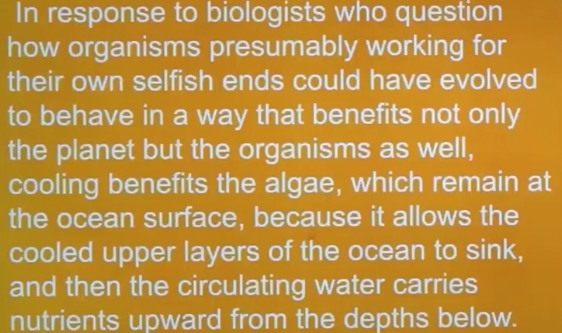 In response to biologists who question
how organisms presumably working for
their own selfish ends could have evolved
to behave in a way that benefits not only
the planet but the organisms as well,
cooling benefits the algae, which remain at
the ocean surface, because it allows the
cooled upper layers of the ocean to sink,
and then the circulating water carries
nutrients upward from the depths below.